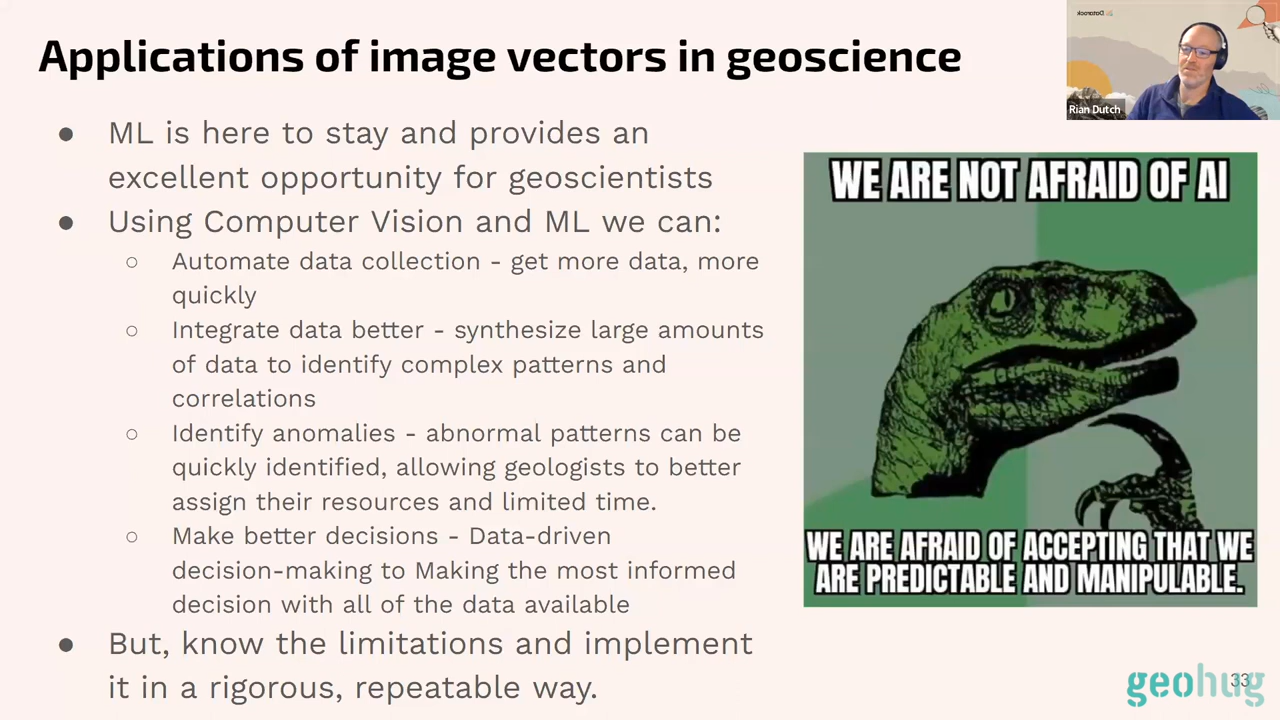 Applications of image vectors in geoscience
Datarock
Rian Dutch
● ML is here to stay and provides an
excellent opportunity for geoscientists
● Using Computer Vision and ML we can:
○ Automate data collection - get more data, more
quickly
○ Integrate data better - synthesize large amounts
of data to identify complex patterns and
correlations
○ Identify anomalies - abnormal patterns can be
quickly identified, allowing geologists to better
assign their resources and limited time.
○ Make better decisions - Data-driven
decision-making to Making the most informed
decision with all of the data available
● But, know the limitations and implement
it in a rigorous, repeatable way.
WE ARE NOT AFRAID OF AI
WE ARE AFRAID OF ACCEPTING THAT WE
ARE PREDICTABLE AND MANIPULABLE.
geohug
33